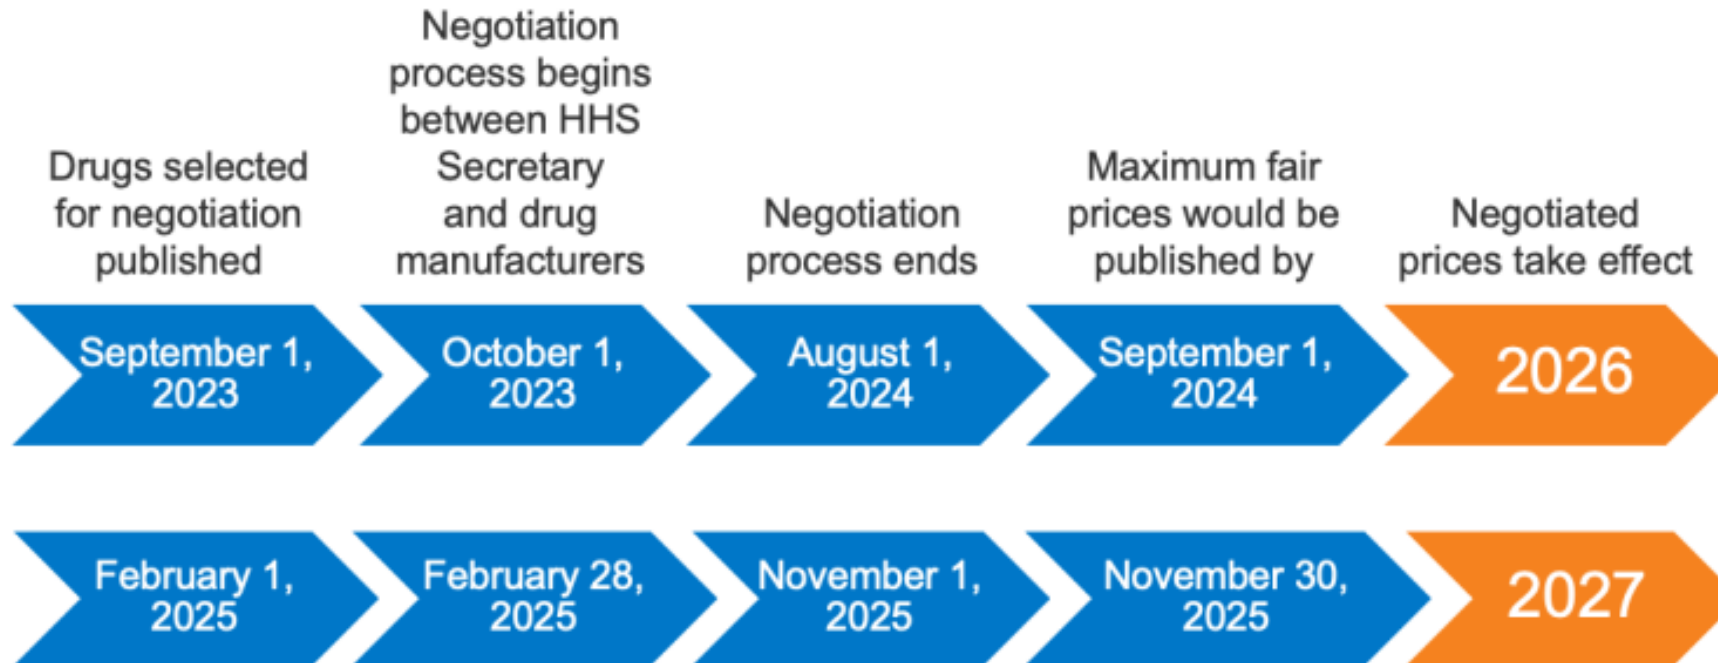 Drugs selected
for negotiation
published
Negotiation
process begins
between HHS
Secretary
and drug
manufacturers
Negotiation
process ends
Maximum fair
prices would be
published by
Negotiated
prices take effect
September 1,
2023
October 1,
2023
August 1,
2024
September 1,
2024
2026
February 1,
2025
February 28,
2025
November 1,
2025
November 30,
2025
2027